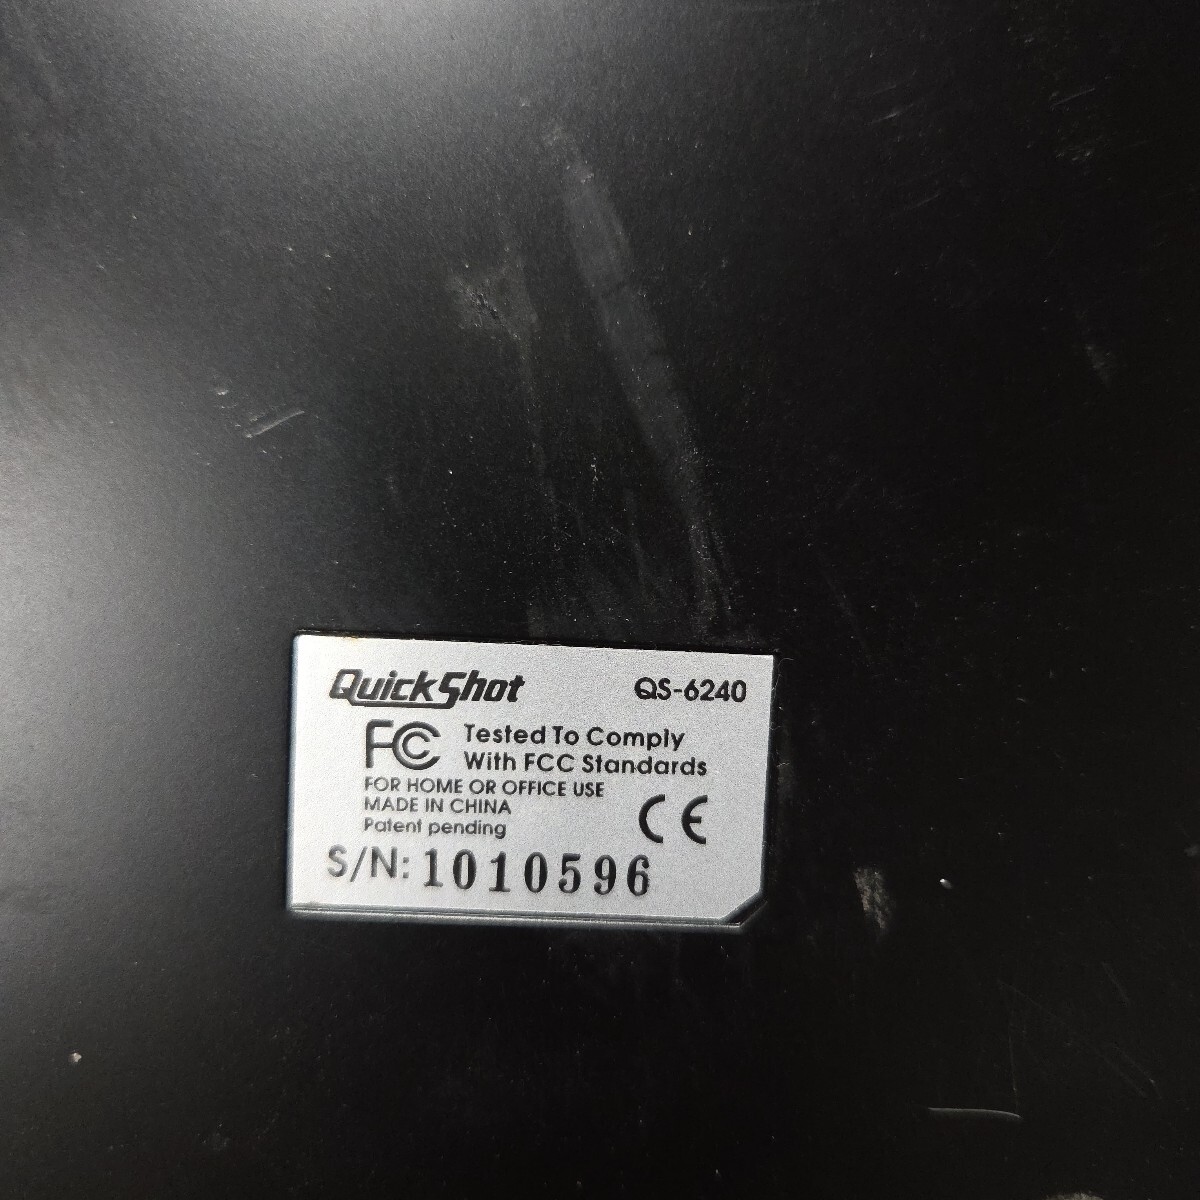 QuickShot QS-6240
FC Tested To Comply
With FCC Standards
FOR HOME OR OFFICE USE
MADE IN CHINA
Patent pending
CE
S/N: 1010596